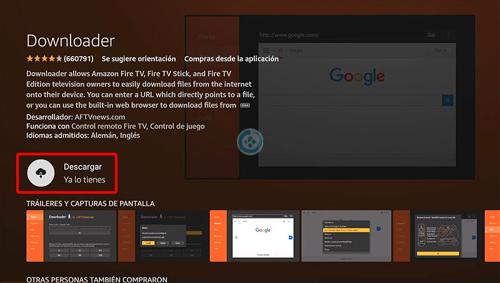 Downloader
(660791) Se sugiere orientación Compras desde la aplicación
Downloader allows Amazon Fire TV, Fire TV Stick, and Fire TV
Edition television owners to easily download files from the internet
onto their device. You can enter a URL which directly points to a file,
or you can use the built-in web browser to download files from
Desarrollador: AFTVnews.com
Funciona con Control remoto Fire TV, Control de juego
Idiomas admitidos: Alemán, Inglés
http://www.google.com/
Google
Descargar
Ya lo tienes
TRÁILERES Y CAPTURAS DE PANTALLA
Downloader
Google
OTRAS PERSONAS TAMBIÉN COMPRARON